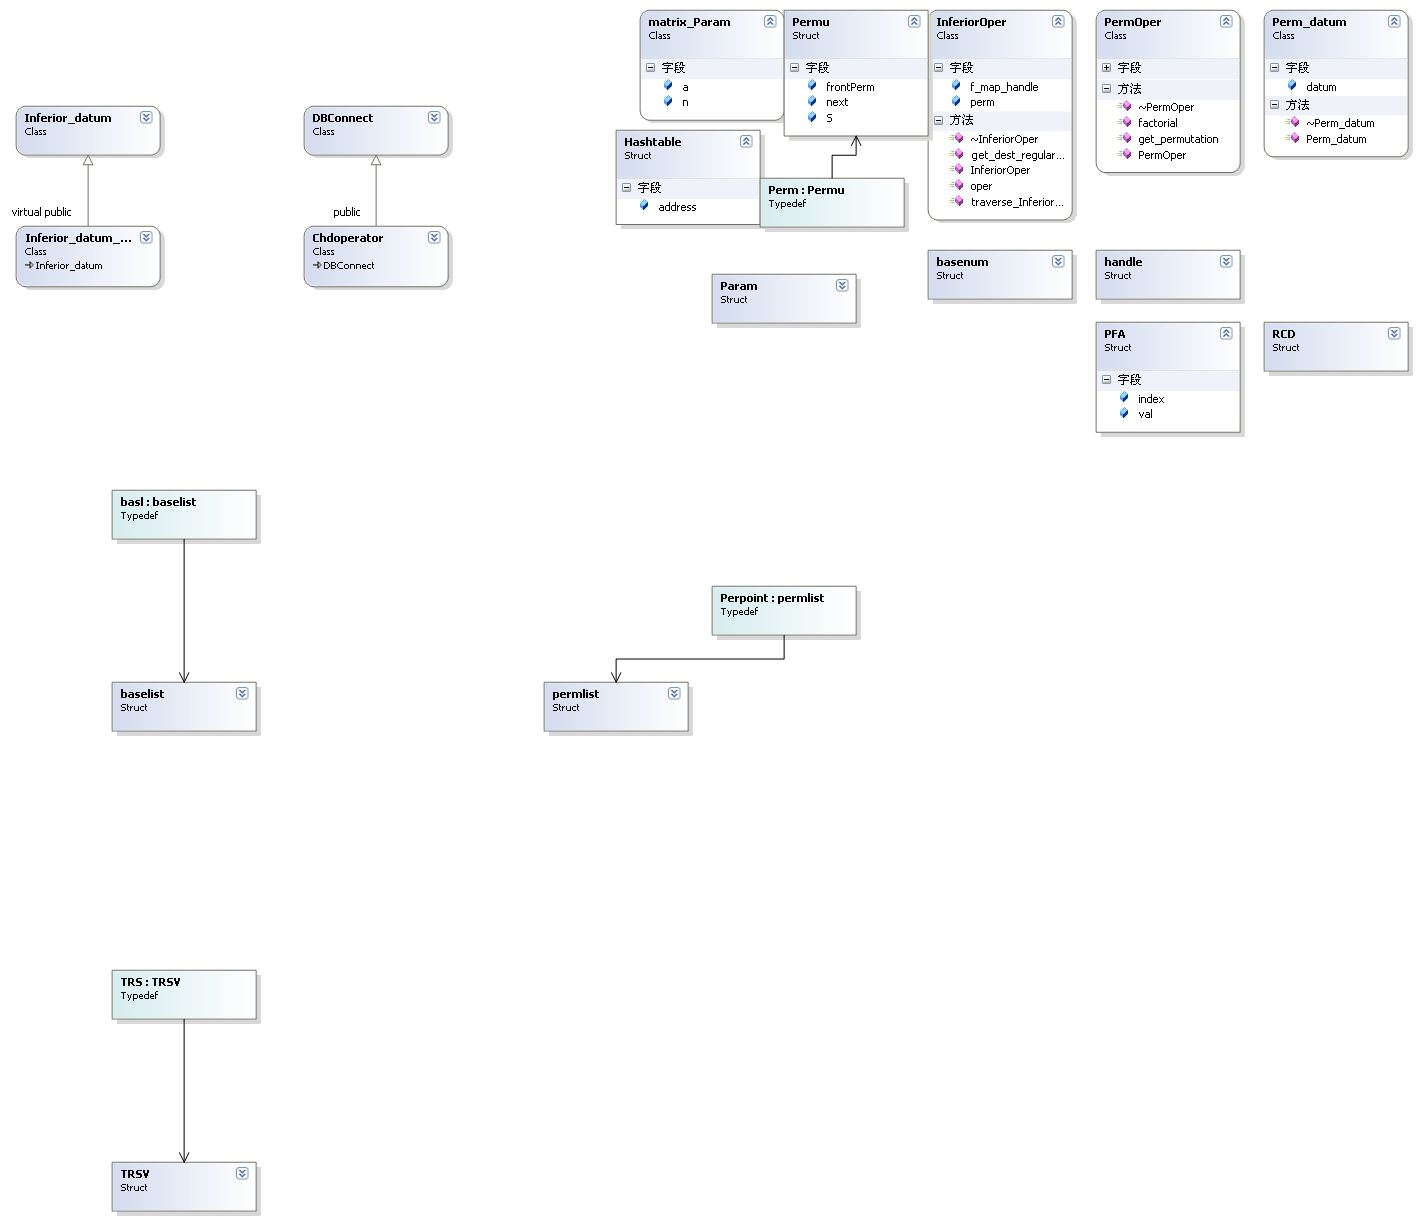 matrix_Param
Class
字段
a
n
Permu
Struct
字段
frontPerm
next
S
InferiorOper
Class
字段
f_map_handle
perm
方法
~InferiorOper
get_dest_regular...
InferiorOper
oper
traverse_Inferior...
PermOper
Class
字段
方法
~PermOper
factorial
get_permutation
PermOper
Perm_datum
Class
字段
datum
方法
~Perm_datum
Perm_datum
Inferior_datum
Class
DBConnect
Class
Hashtable
Struct
字段
address
Perm : Permu
Typedef
virtual public
public
Inferior_datum_...
Class
Inferior_datum
Chdoperator
Class
DBConnect
basenum
Struct
handle
Struct
Param
Struct
PFA
Struct
字段
index
val
RCD
Struct
basl : baselist
Typedef
Perpoint : permlist
Typedef
baselist
Struct
permlist
Struct
TRS : TRSV
Typedef
TRSV
Struct